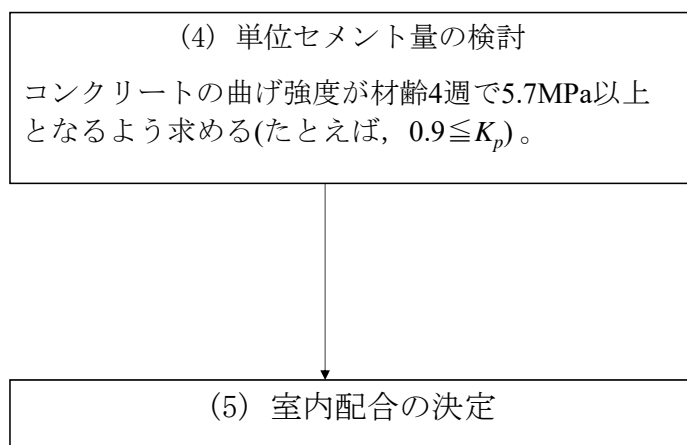 (4) 単位セメント量の検討
コンクリートの曲げ強度が材齢4週で5.7MPa以上
となるよう求める(たとえば，0.9≦Kp)。
(5) 室内配合の決定